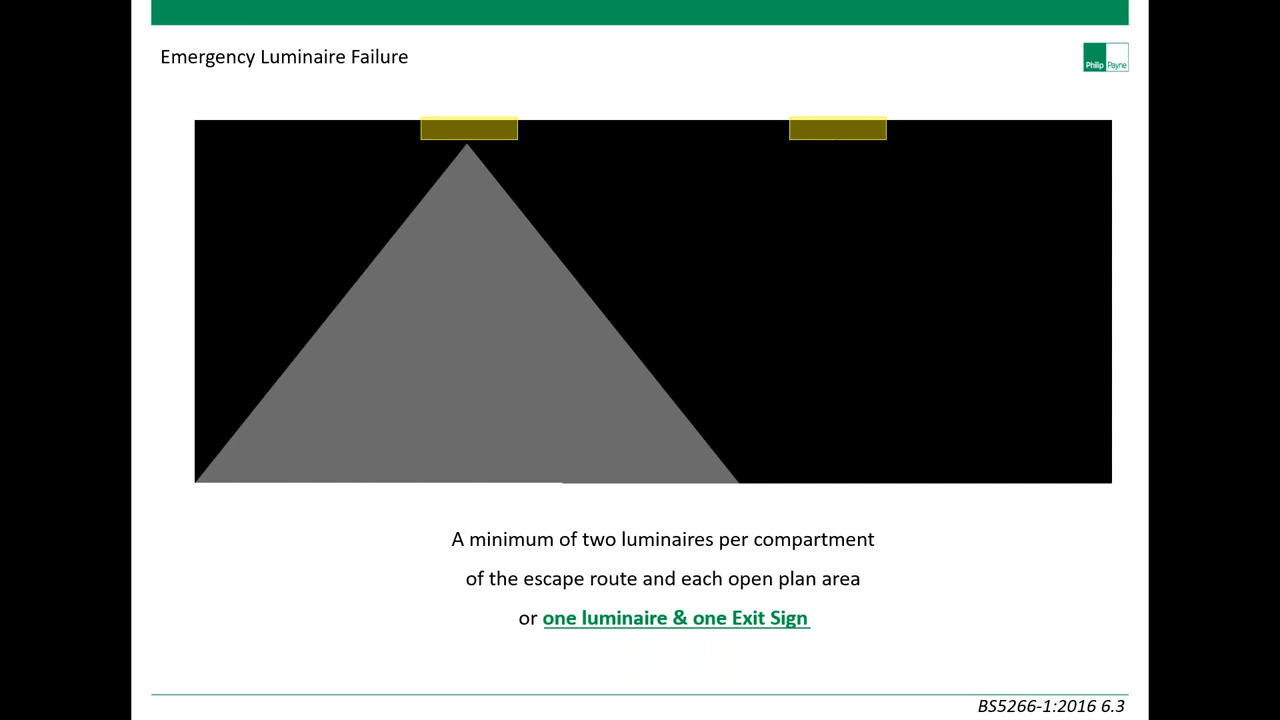 Emergency Luminaire Failure
Philip Payne
A minimum of two luminaires per compartment
of the escape route and each open plan area
or one luminaire & one Exit Sign
BS5266-1:2016 6.3